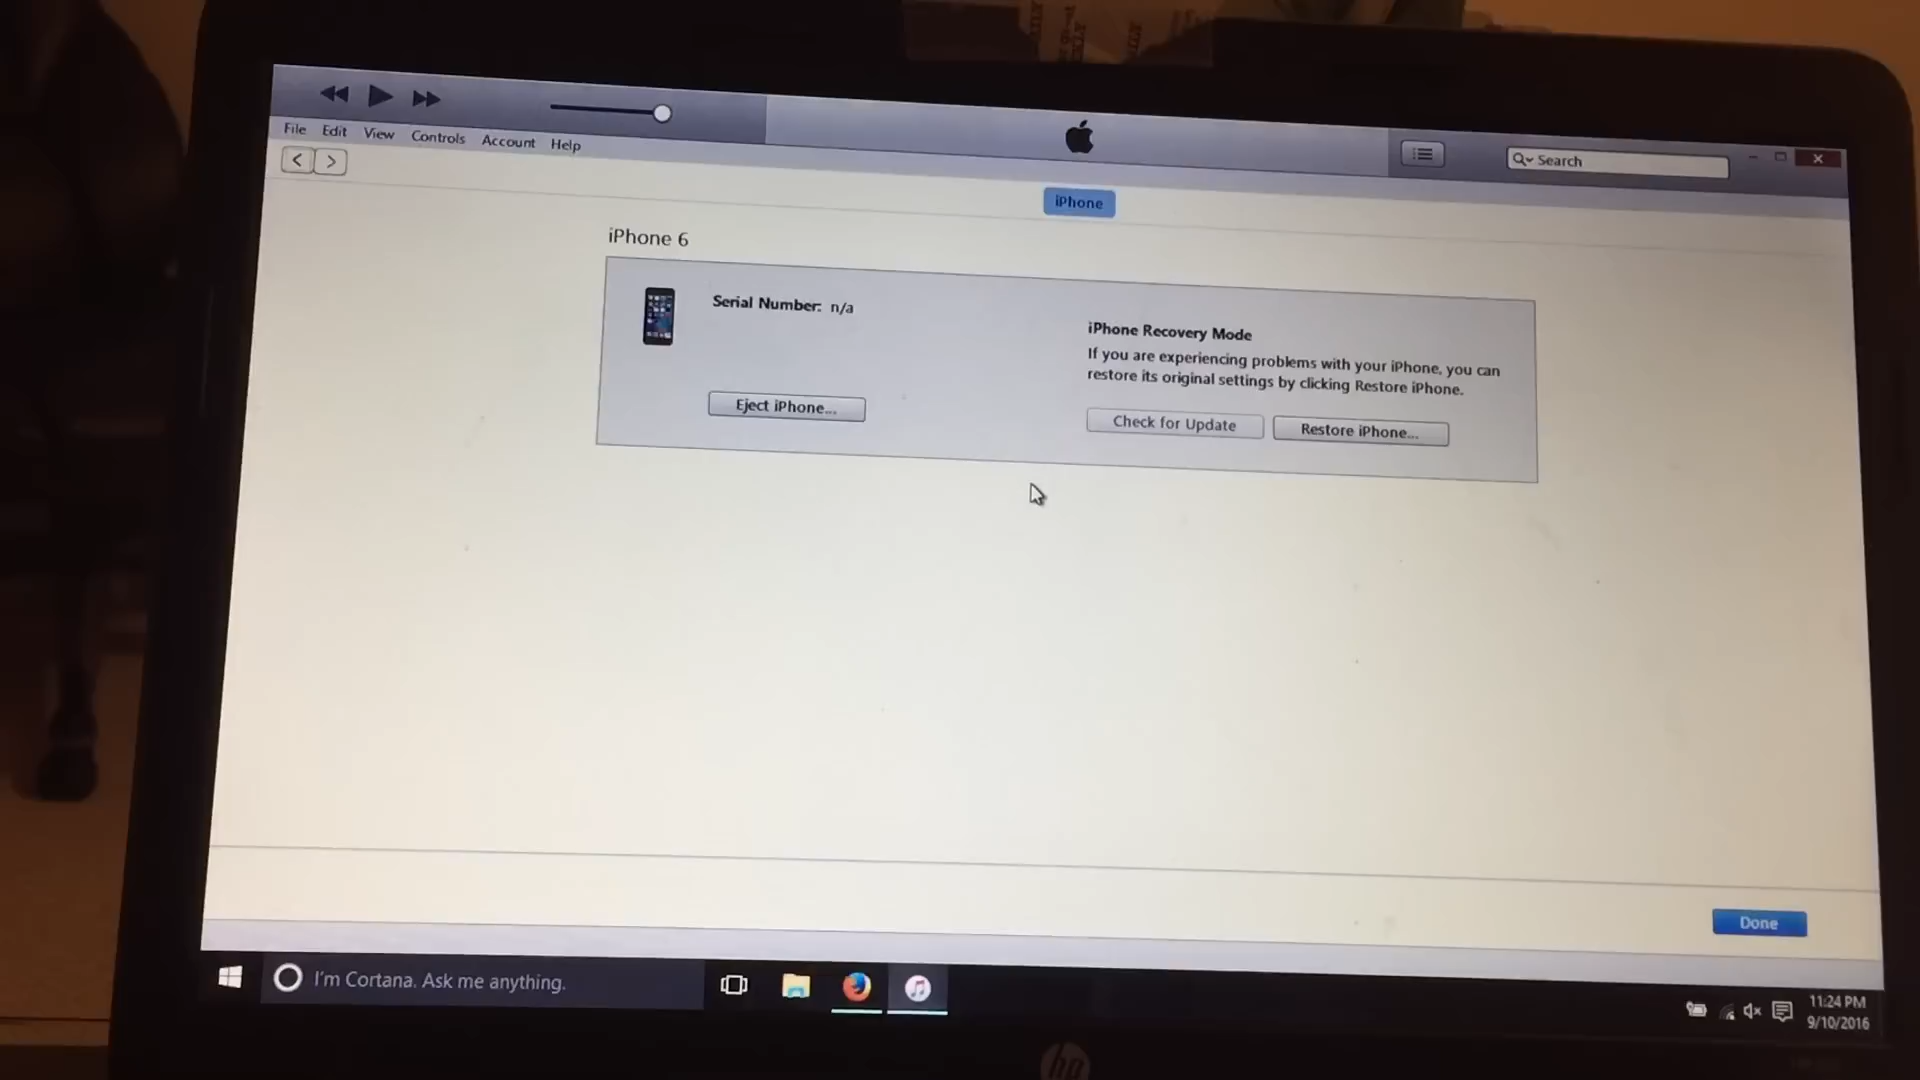 File Edit View Controls Account Help
Search
iPhone
iPhone 6
Serial Number: n/a
iPhone Recovery Mode
If you are experiencing problems with your iPhone, you can
restore its original settings by clicking Restore iPhone.
Eject iPhone...
Check for Update
Restore iPhone...
Done
I'm Cortana. Ask me anything.
11:24 PM
9/10/2016
hp